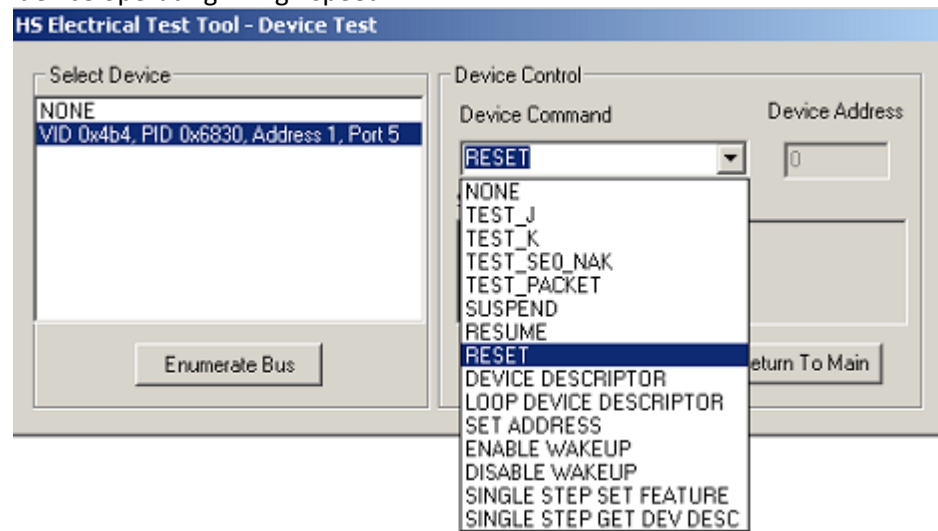 HS Electrical Test Tool - Device Test
Select Device
NONE
VID 0x4b4, PID 0x6830, Address 1, Port 5
Enumerate Bus
Device Control
Device Command
Device Address
RESET
0
NONE
TEST_J
TEST_K
TEST_SE0_NAK
TEST_PACKET
SUSPEND
RESUME
RESET
DEVICE DESCRIPTOR
LOOP DEVICE DESCRIPTOR
SET ADDRESS
ENABLE WAKEUP
DISABLE WAKEUP
SINGLE STEP SET FEATURE
SINGLE STEP GET DEV DESC
eturn To Main